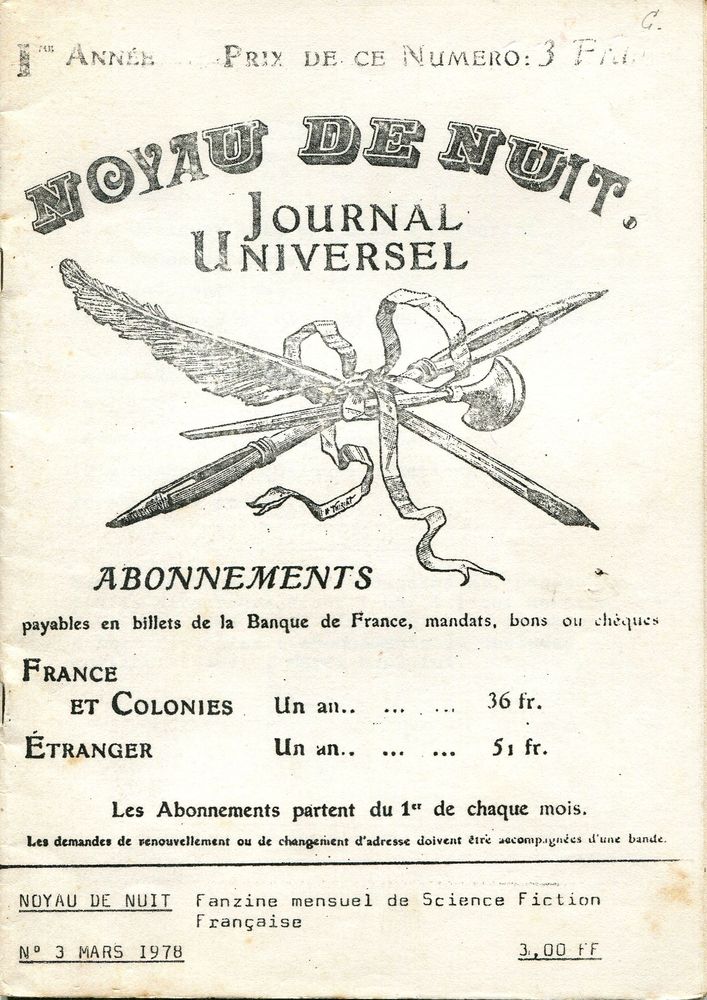 G.
1RE ANNÉE PRIX DE CE NUMERO: 3
NOYAU DE NUIT.
JOURNAL
UNIVERSEL
ABONNEMENTS
payables en billets de la Banque de France, mandats, bons ou chèques
FRANCE
ET COLONIES Un an.. ... ... 36 fr.
ÉTRANGER Un an.. ... ... 51 fr.
Les Abonnements partent du 1er de chaque mois.
Les demandes de renouvellement ou de changement d'adresse doivent être accompagnées d'une bande.
NOYAU DE NUIT Fanzine mensuel de Science Fiction
Française
Nº 3 MARS 1978 3,00 FF